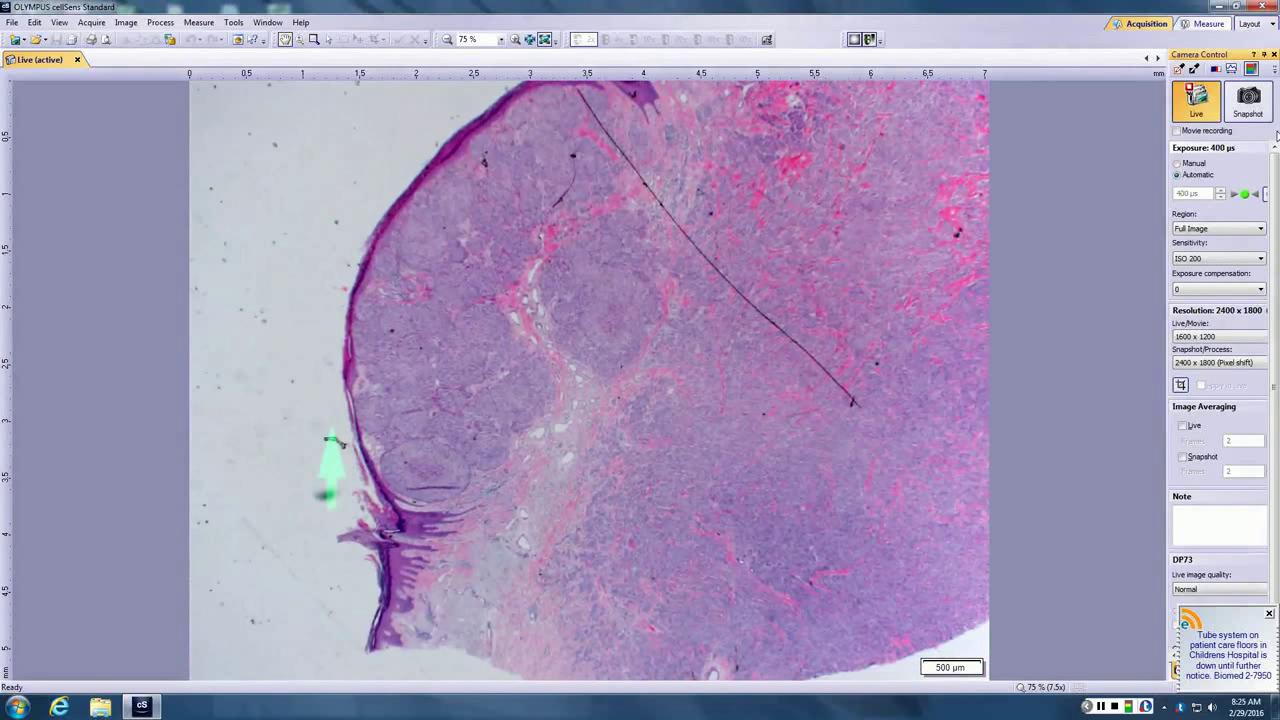 OLYMPUS cellSens Standard
File Edit View Acquire Image Process Measure Tools Window Help
Acquisition Measure Layout
75 %
Live (active)
Camera Control
0 0.5 1 1.5 2 2.5 3 3.5 4 4.5 5 5.5 6 6.5 7 mm
0.5
1
1.5
2
2.5
3
3.5
4
4.5
5
Live Snapshot
Movie recording
Exposure: 400 µs
Manual
Automatic
400 µs
Region:
Full Image
Sensitivity:
ISO 200
Exposure compensation:
0
Resolution: 2400 x 1800
Live/Movie:
1600 x 1200
Snapshot/Process:
2400 x 1800 (Pixel shift)
Image Averaging
Live
Frames 2
Snapshot
Frames 2
Note
DP73
Live image quality:
Normal
Tube system on
patient care floors in
Childrens Hospital is
down until further
notice. Biomed 2-7950
500 µm
Ready
75 % (7.5x)
cS
8:25 AM
2/29/2016